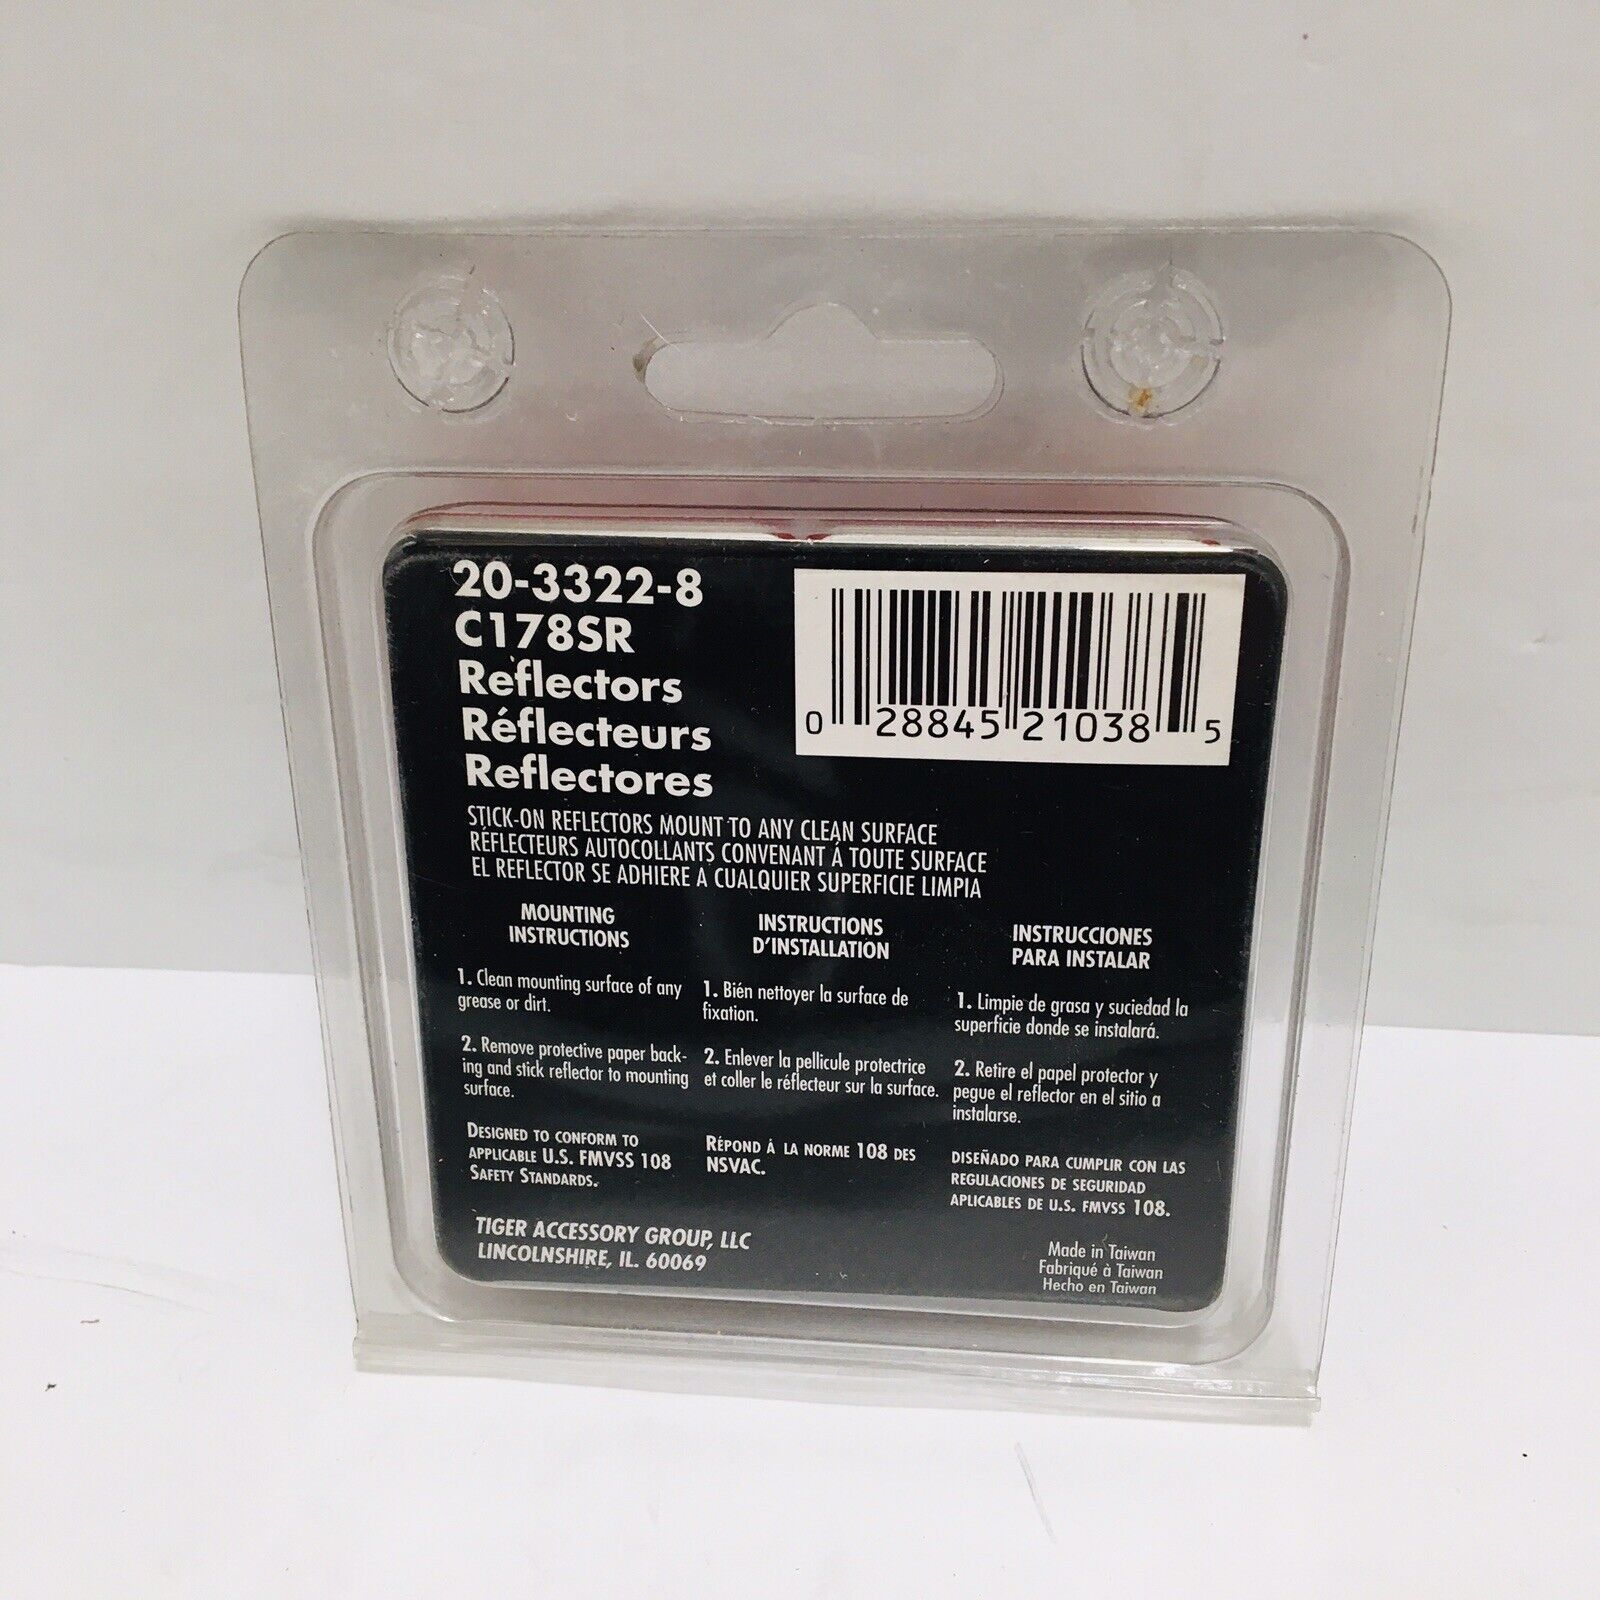 20-3322-8
C178SR
Reflectors
Réflecteurs
Reflectores
0 28845 21038 5
STICK-ON REFLECTORS MOUNT TO ANY CLEAN SURFACE
RÉFLECTEURS AUTOCOLLANTS CONVENANT Á TOUTE SURFACE
EL REFLECTOR SE ADHIERE A CUALQUIER SUPERFICIE LIMPIA
MOUNTING
INSTRUCTIONS
1. Clean mounting surface of any
grease or dirt.
2. Remove protective paper back-
ing and stick reflector to mounting
surface.
DESIGNED TO CONFORM TO
APPLICABLE U.S. FMVSS 108
SAFETY STANDARDS.
INSTRUCTIONS
D'INSTALLATION
1. Bién nettoyer la surface de
fixation.
2. Enlever la pellicule protectrice
et coller le réflecteur sur la surface.
RÉPOND Á LA NORME 108 DES
NSVAC.
INSTRUCCIONES
PARA INSTALAR
1. Limpie de grasa y suciedad la
superficie donde se instalará.
2. Retire el papel protector y
pegue el reflector en el sitio a
instalarse.
DISEÑADO PARA CUMPLIR CON LAS
REGULACIONES DE SEGURIDAD
APLICABLES DE U.S. FMVSS 108.
TIGER ACCESSORY GROUP, LLC
LINCOLNSHIRE, IL. 60069
Made in Taiwan
Fabriqué à Taiwan
Hecho en Taiwan